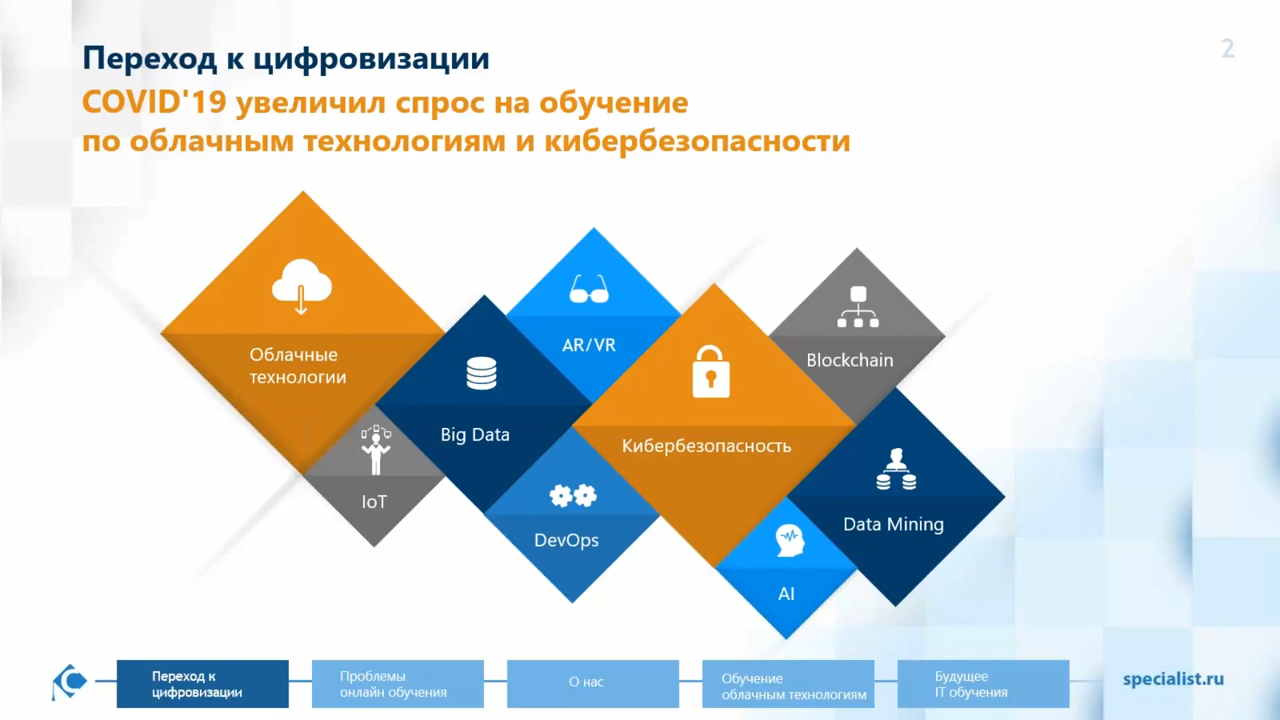 Переход к цифровизации
2
COVID'19 увеличил спрос на обучение
по облачным технологиям и кибербезопасности
Облачные
технологии
IoT
Big Data
AR/VR
DevOps
Кибербезопасность
Blockchain
Data Mining
AI
Переход к
цифровизации
Проблемы
онлайн обучения
О нас
Обучение
облачным технологиям
Будущее
IT обучения
specialist.ru